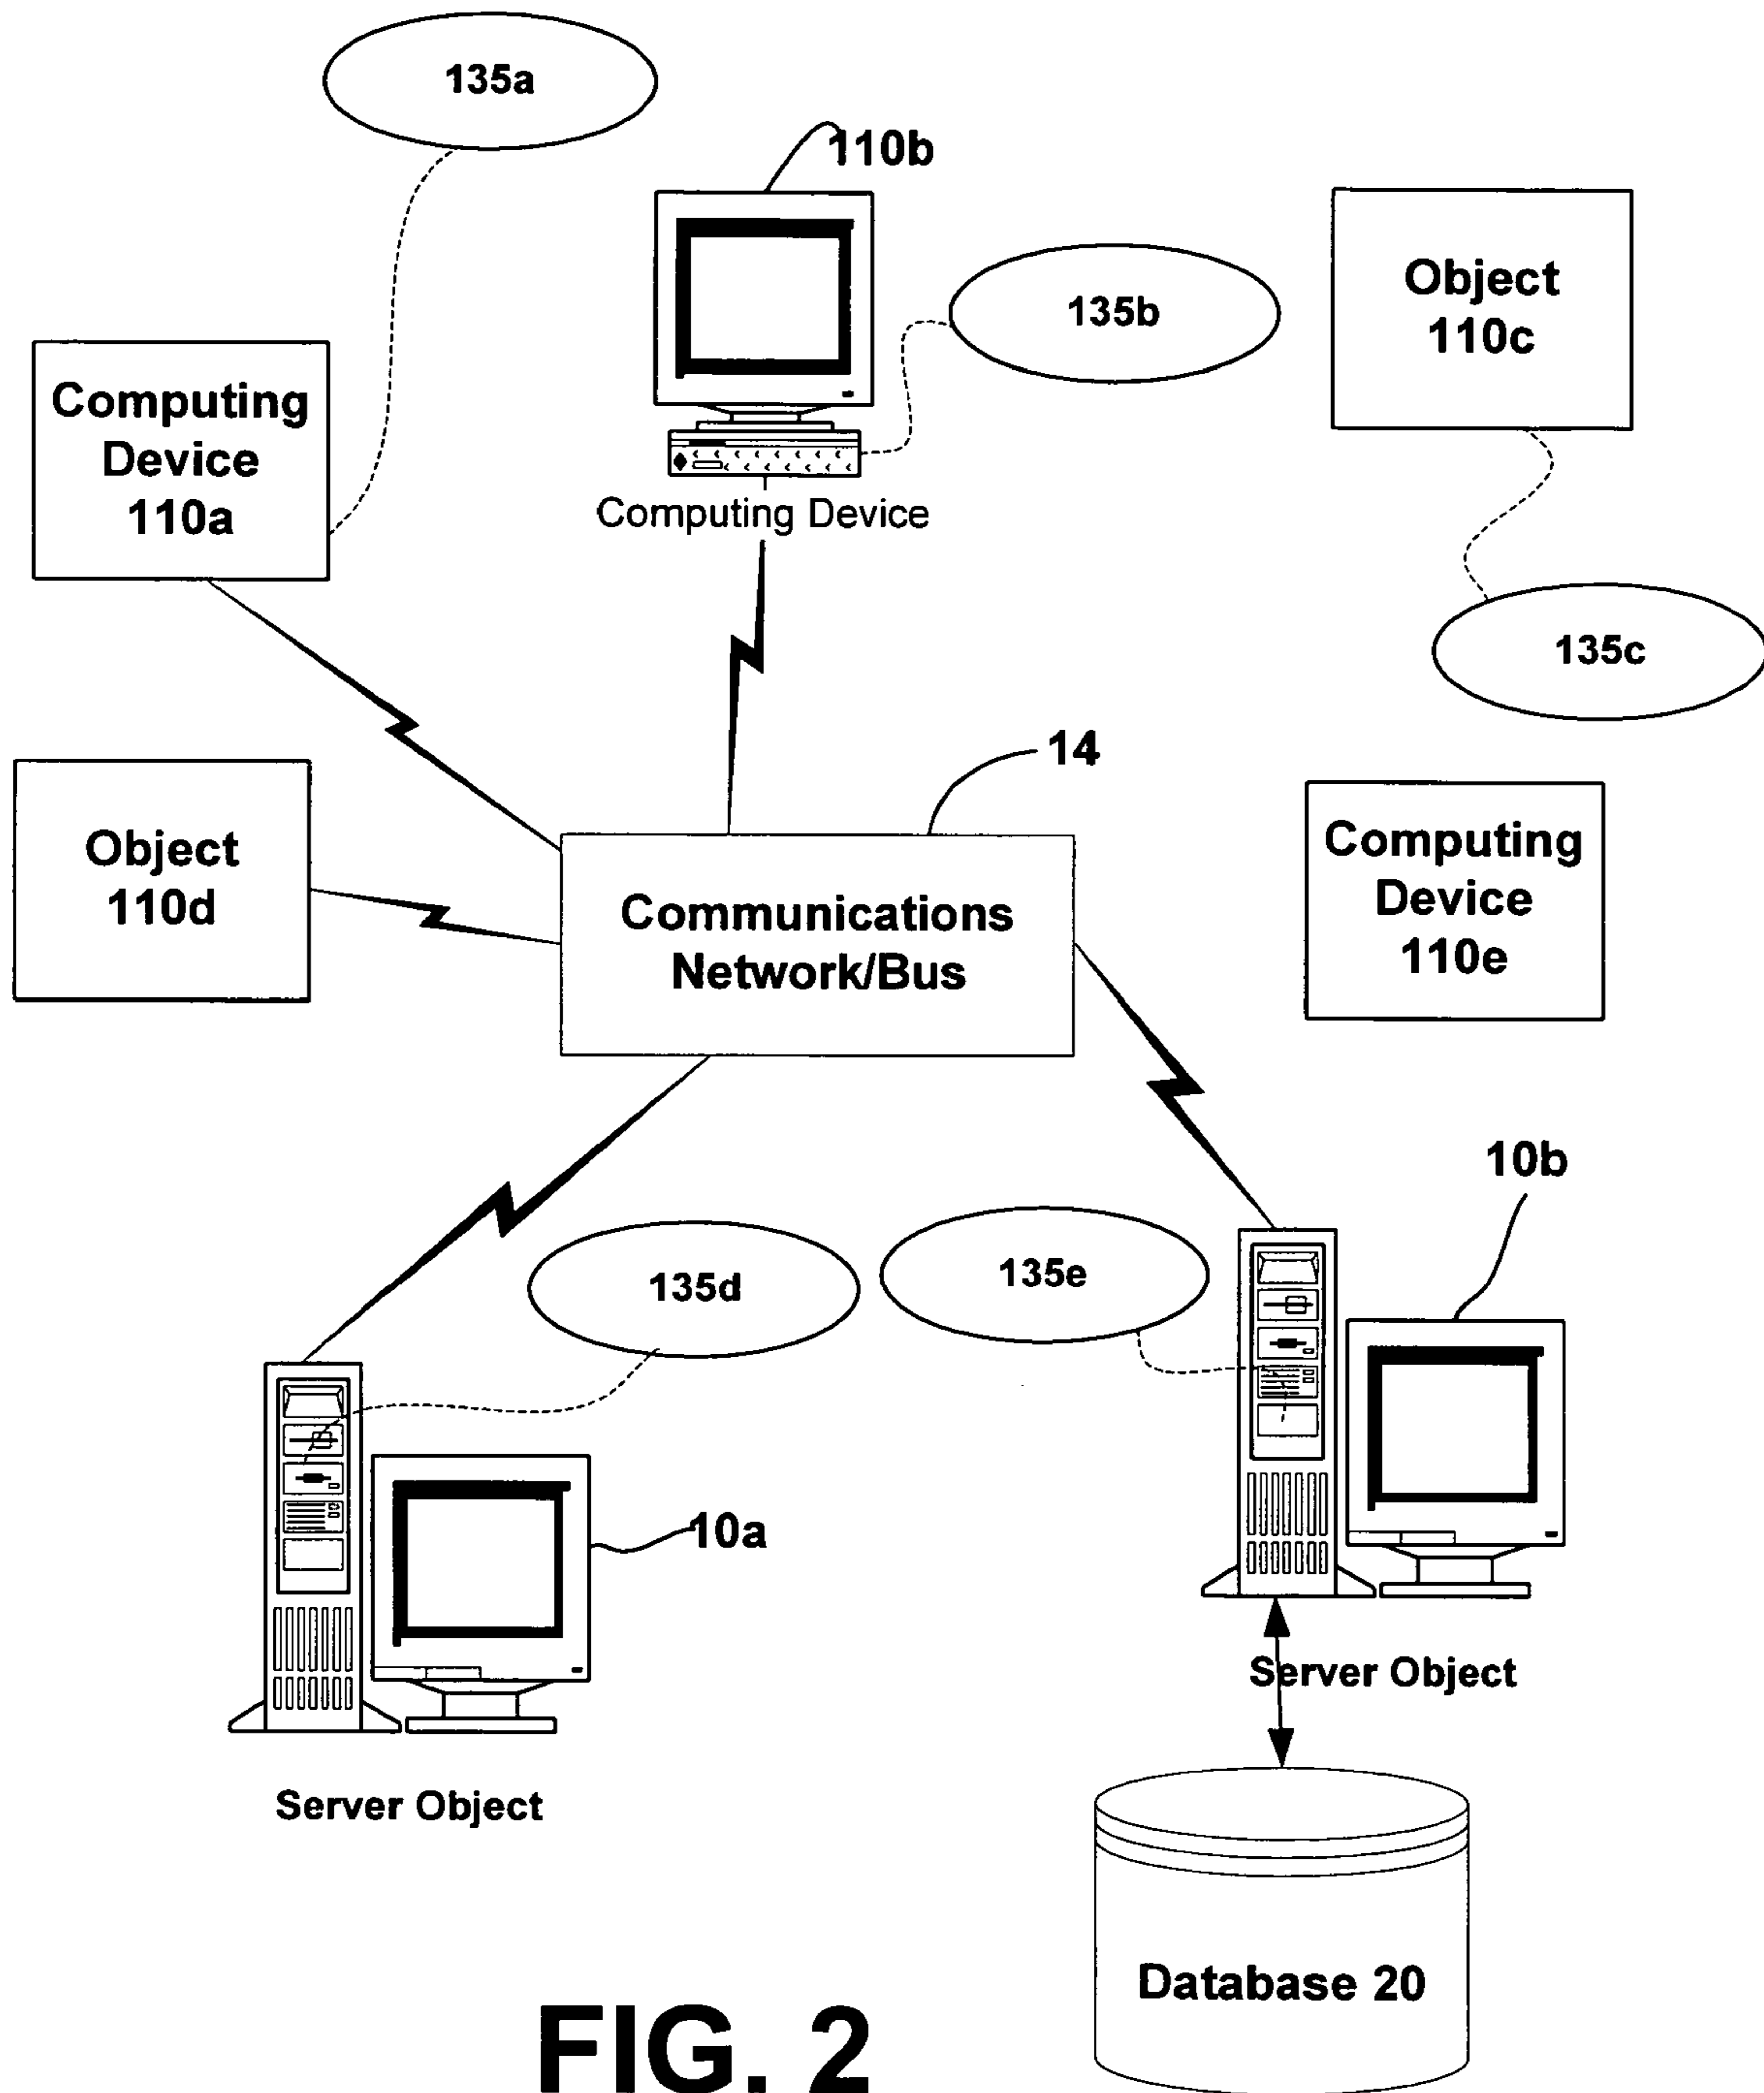 135a
110b
Object
110c
135b
Computing
Device
110a
Computing Device
135c
14
Object
110d
Computing
Device
110e
Communications
Network/Bus
10b
135d
135e
10a
Server Object
Server Object
Database 20
FIG. 2